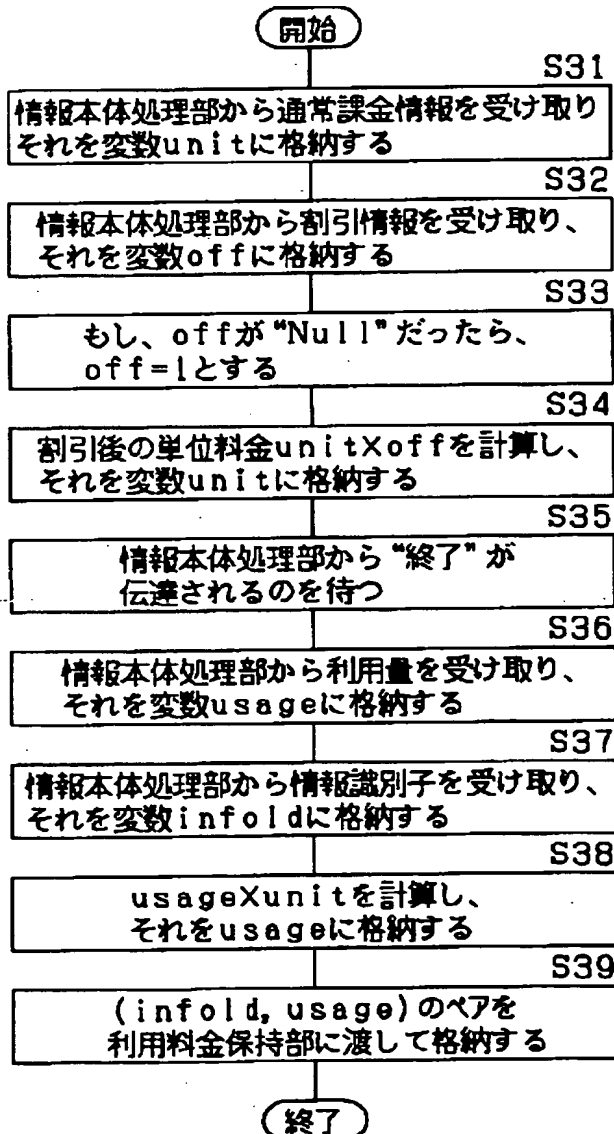 開始
S31
情報本体処理部から通常課金情報を受け取り
それを変数unitに格納する
S32
情報本体処理部から割引情報を受け取り、
それを変数offに格納する
S33
もし、offが“Null”だったら、
off=1とする
S34
割引後の単位料金unit×offを計算し、
それを変数unitに格納する
S35
情報本体処理部から“終了”が
伝達されるのを待つ
S36
情報本体処理部から利用量を受け取り、
それを変数usageに格納する
S37
情報本体処理部から情報識別子を受け取り、
それを変数infoIdに格納する
S38
usage×unitを計算し、
それをusageに格納する
S39
(infoId, usage)のペアを
利用料金保持部に渡して格納する
終了